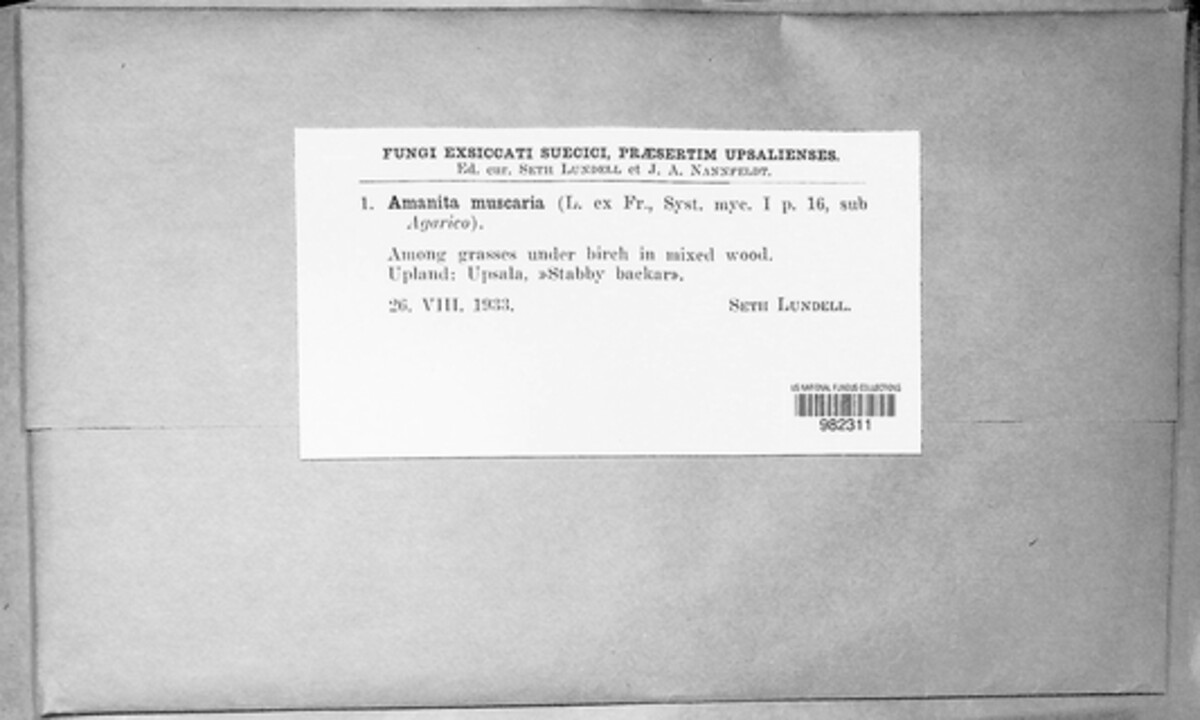 FUNGI EXSICCATI SUECICI, PRÆSERTIM UPSALIENSES.
Ed. cur. SETH LUNDELL et J. A. NANNFELDT.
1. Amanita muscaria (L. ex Fr., Syst. myc. I p. 16, sub
Agarico).
Among grasses under birch in mixed wood.
Upland: Upsala, »Stabby backar».
26. VIII. 1933. SETH LUNDELL.
US NATIONAL FUNGUS COLLECTIONS
982311